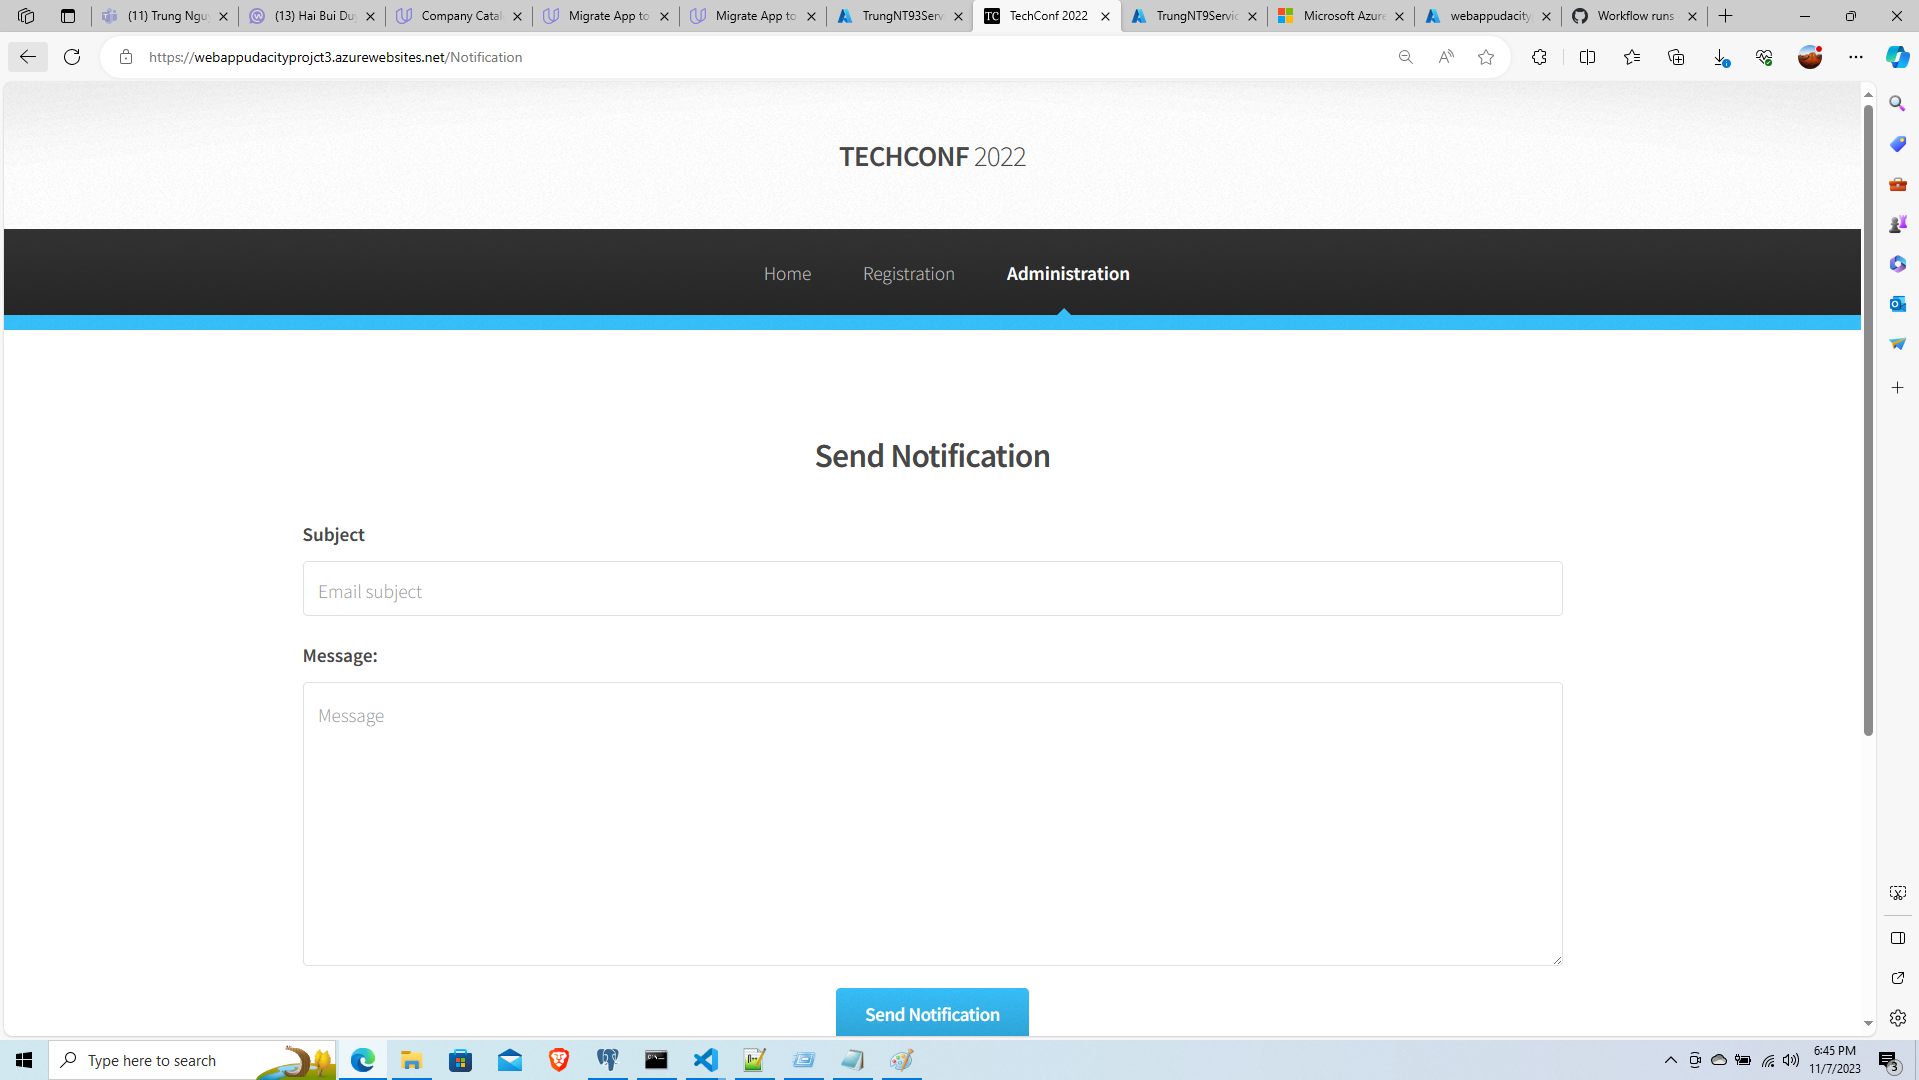 (11) Trung Ngu
(13) Hai Bui Du
Company Catal
Migrate App to
Migrate App to
TrungNT93Serv
TechConf 2022
TrungNT9Servic
Microsoft Azure
webappudacity
Workflow runs
https://webappudacityprojct3.azurewebsites.net/Notification
TECHCONF 2022
Home
Registration
Administration
Send Notification
Subject
Email subject
Message:
Message
Send Notification
Type here to search
6:45 PM
11/7/2023
3